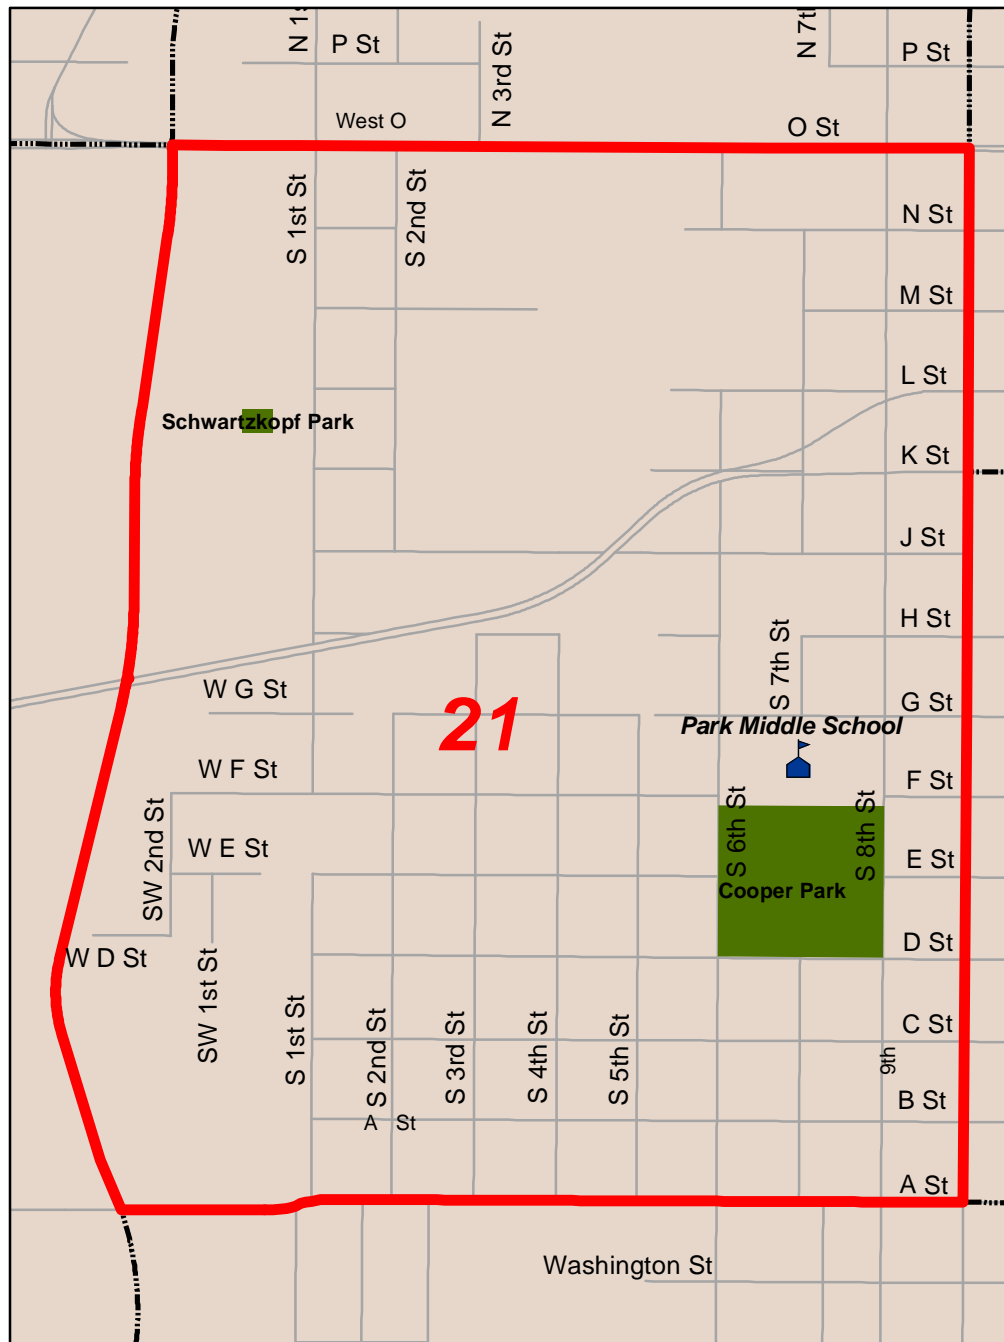 N 1s
P St
N 3rd St
N 7th
P St
West O
O St
S 1st St
S 2nd St
N St
M St
L St
Schwartzkopf Park
K St
J St
H St
S 7th St
W G St
21
G St
Park Middle School
W F St
F St
SW 2nd St
W E St
S 6th St
S 8th St
E St
Cooper Park
W D St
D St
SW 1st St
S 1st St
S 2nd St
S 3rd St
S 4th St
S 5th St
C St
9th
B St
A St
A St
Washington St